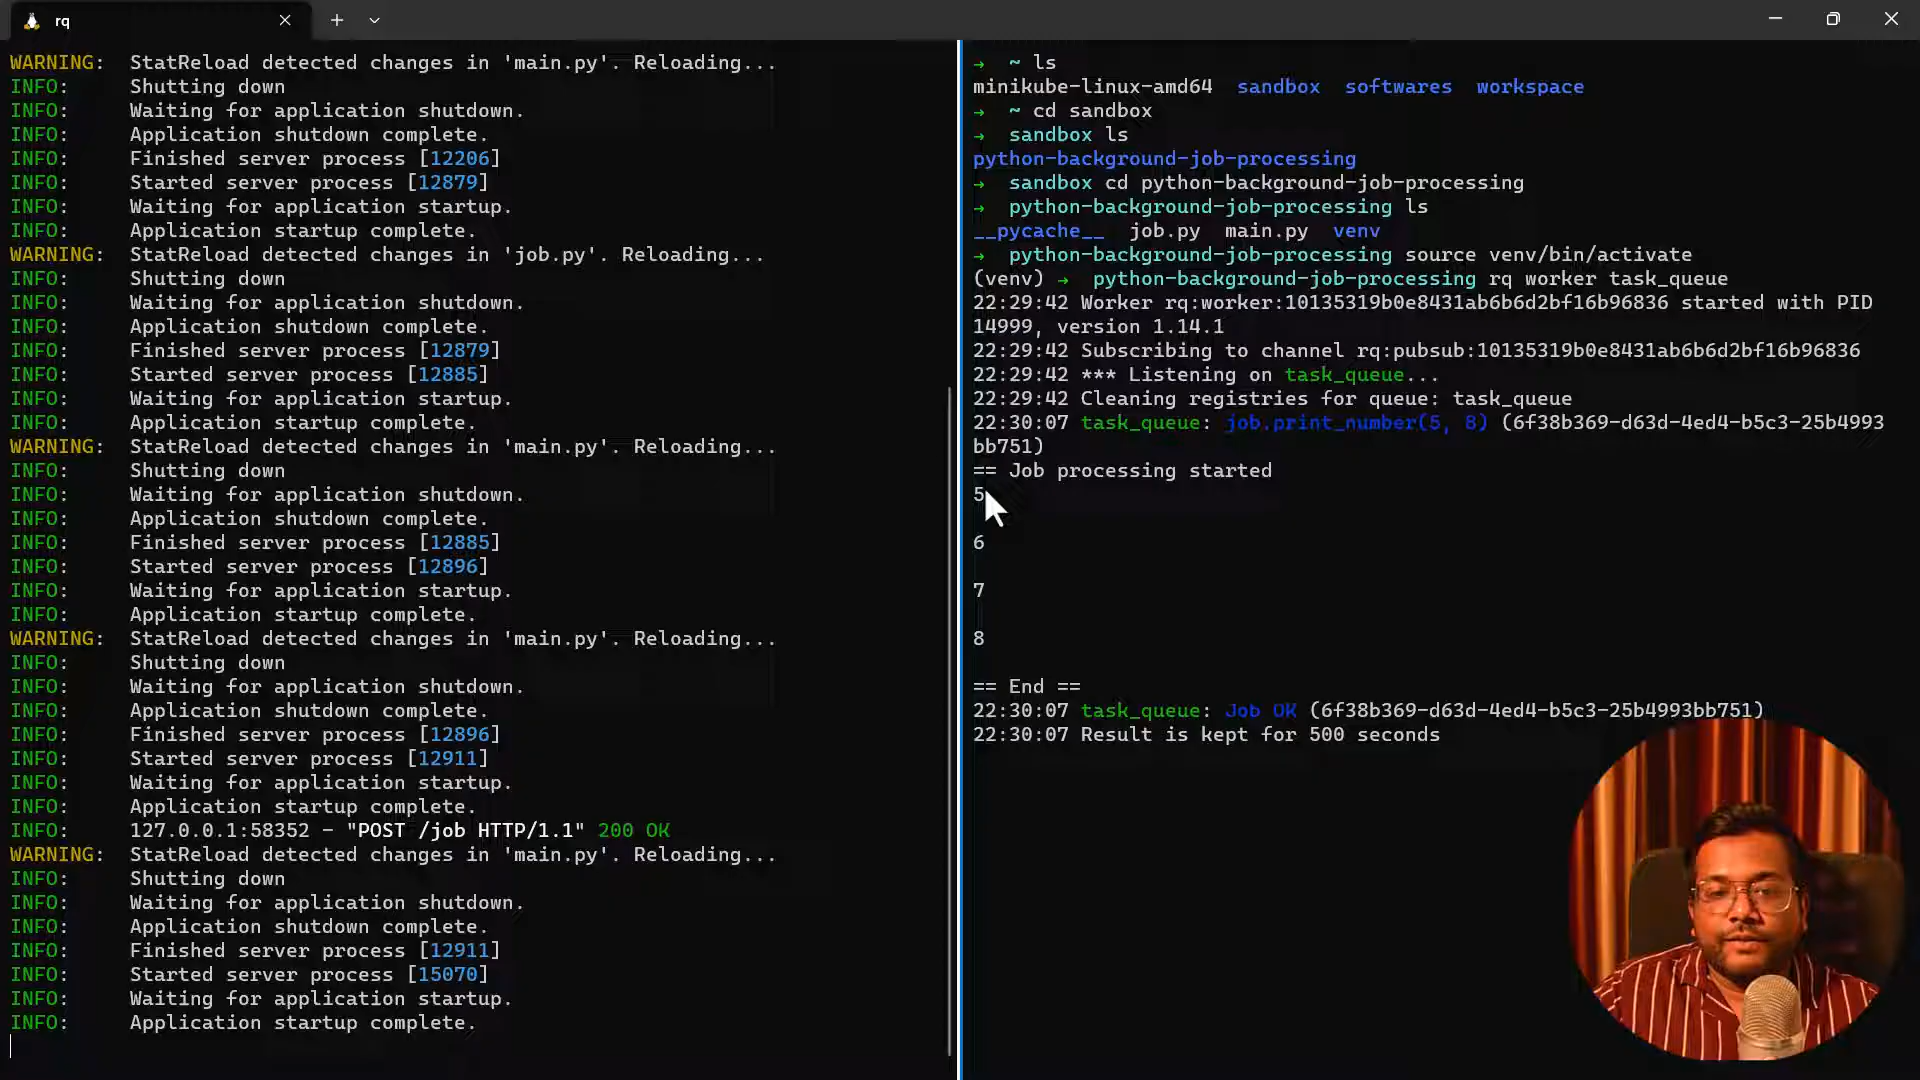 rq
WARNING:  StatReload detected changes in 'main.py'. Reloading...
INFO:     Shutting down
INFO:     Waiting for application shutdown.
INFO:     Application shutdown complete.
INFO:     Finished server process [12206]
INFO:     Started server process [12879]
INFO:     Waiting for application startup.
INFO:     Application startup complete.
WARNING:  StatReload detected changes in 'job.py'. Reloading...
INFO:     Shutting down
INFO:     Waiting for application shutdown.
INFO:     Application shutdown complete.
INFO:     Finished server process [12879]
INFO:     Started server process [12885]
INFO:     Waiting for application startup.
INFO:     Application startup complete.
WARNING:  StatReload detected changes in 'main.py'. Reloading...
INFO:     Shutting down
INFO:     Waiting for application shutdown.
INFO:     Application shutdown complete.
INFO:     Finished server process [12885]
INFO:     Started server process [12896]
INFO:     Waiting for application startup.
INFO:     Application startup complete.
WARNING:  StatReload detected changes in 'main.py'. Reloading...
INFO:     Shutting down
INFO:     Waiting for application shutdown.
INFO:     Application shutdown complete.
INFO:     Finished server process [12896]
INFO:     Started server process [12911]
INFO:     Waiting for application startup.
INFO:     Application startup complete.
INFO:     127.0.0.1:58352 - "POST /job HTTP/1.1" 200 OK
WARNING:  StatReload detected changes in 'main.py'. Reloading...
INFO:     Shutting down
INFO:     Waiting for application shutdown.
INFO:     Application shutdown complete.
INFO:     Finished server process [12911]
INFO:     Started server process [15070]
INFO:     Waiting for application startup.
INFO:     Application startup complete.
→  ~ ls
minikube-linux-amd64  sandbox  softwares  workspace
→  ~ cd sandbox
→  sandbox ls
python-background-job-processing
→  sandbox cd python-background-job-processing
→  python-background-job-processing ls
__pycache__  job.py  main.py  venv
→  python-background-job-processing source venv/bin/activate
(venv) →  python-background-job-processing rq worker task_queue
22:29:42 Worker rq:worker:10135319b0e8431ab6b6d2bf16b96836 started with PID
14999, version 1.14.1
22:29:42 Subscribing to channel rq:pubsub:10135319b0e8431ab6b6d2bf16b96836
22:29:42 *** Listening on task_queue...
22:29:42 Cleaning registries for queue: task_queue
22:30:07 task_queue: job.print_number(5, 8) (6f38b369-d63d-4ed4-b5c3-25b4993
bb751)
== Job processing started
5
6
7
8
== End ==
22:30:07 task_queue: Job OK (6f38b369-d63d-4ed4-b5c3-25b4993bb751)
22:30:07 Result is kept for 500 seconds